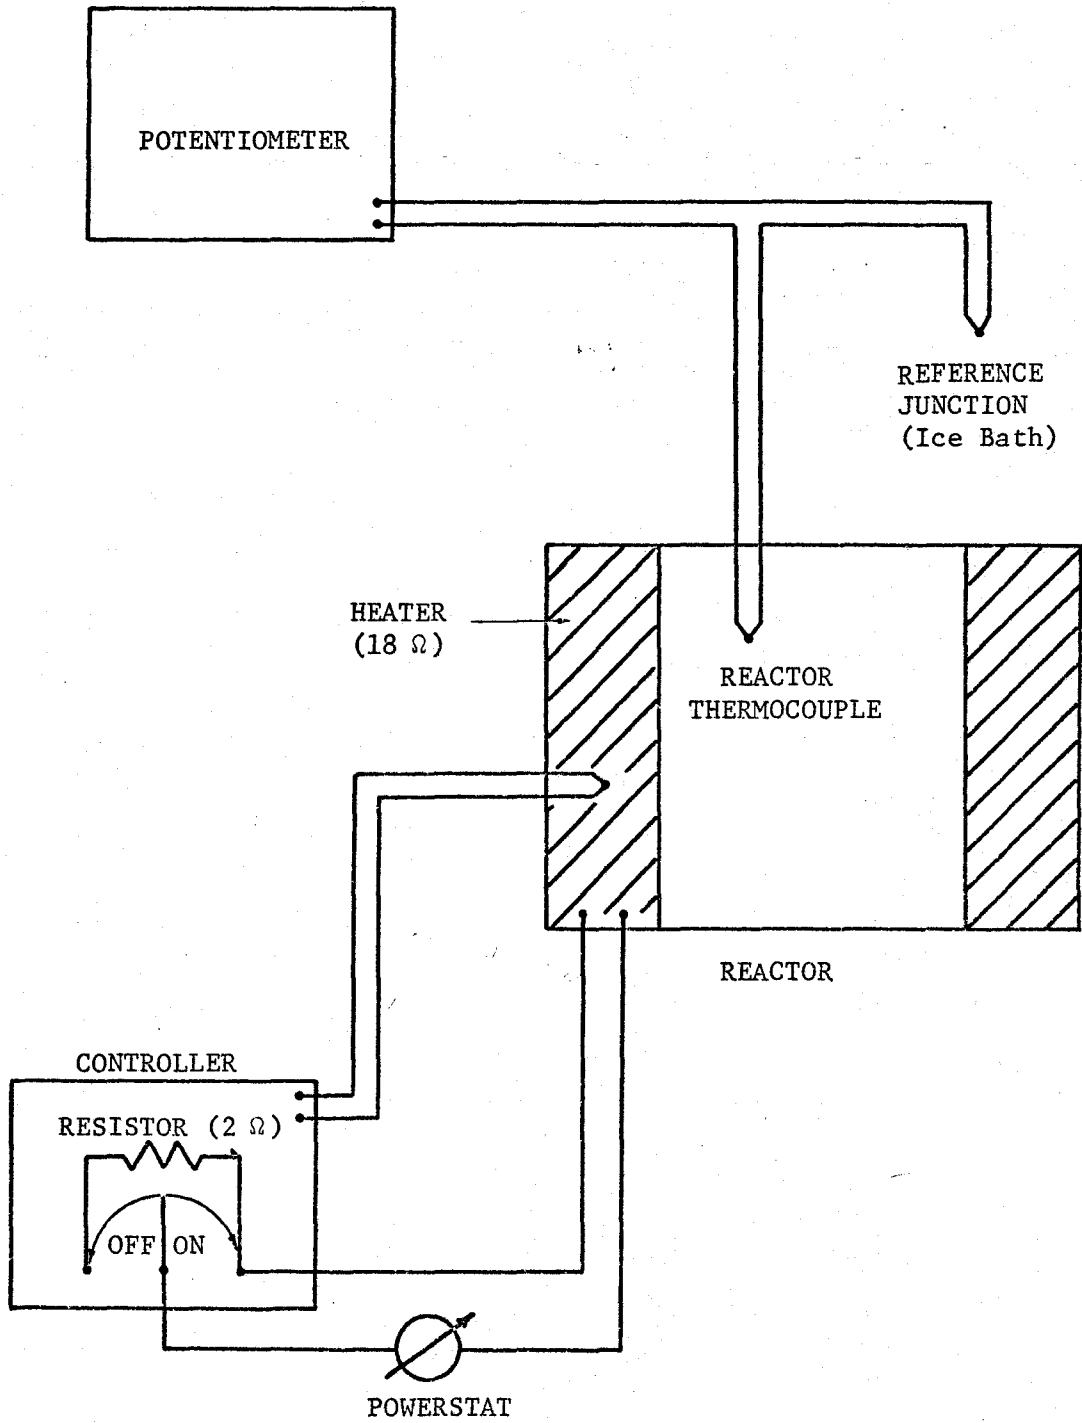 POTENTIOMETER
REFERENCE
JUNCTION
(Ice Bath)
HEATER
(18 Ω)
REACTOR
THERMOCOUPLE
REACTOR
CONTROLLER
RESISTOR (2 Ω)
OFF ON
POWERSTAT